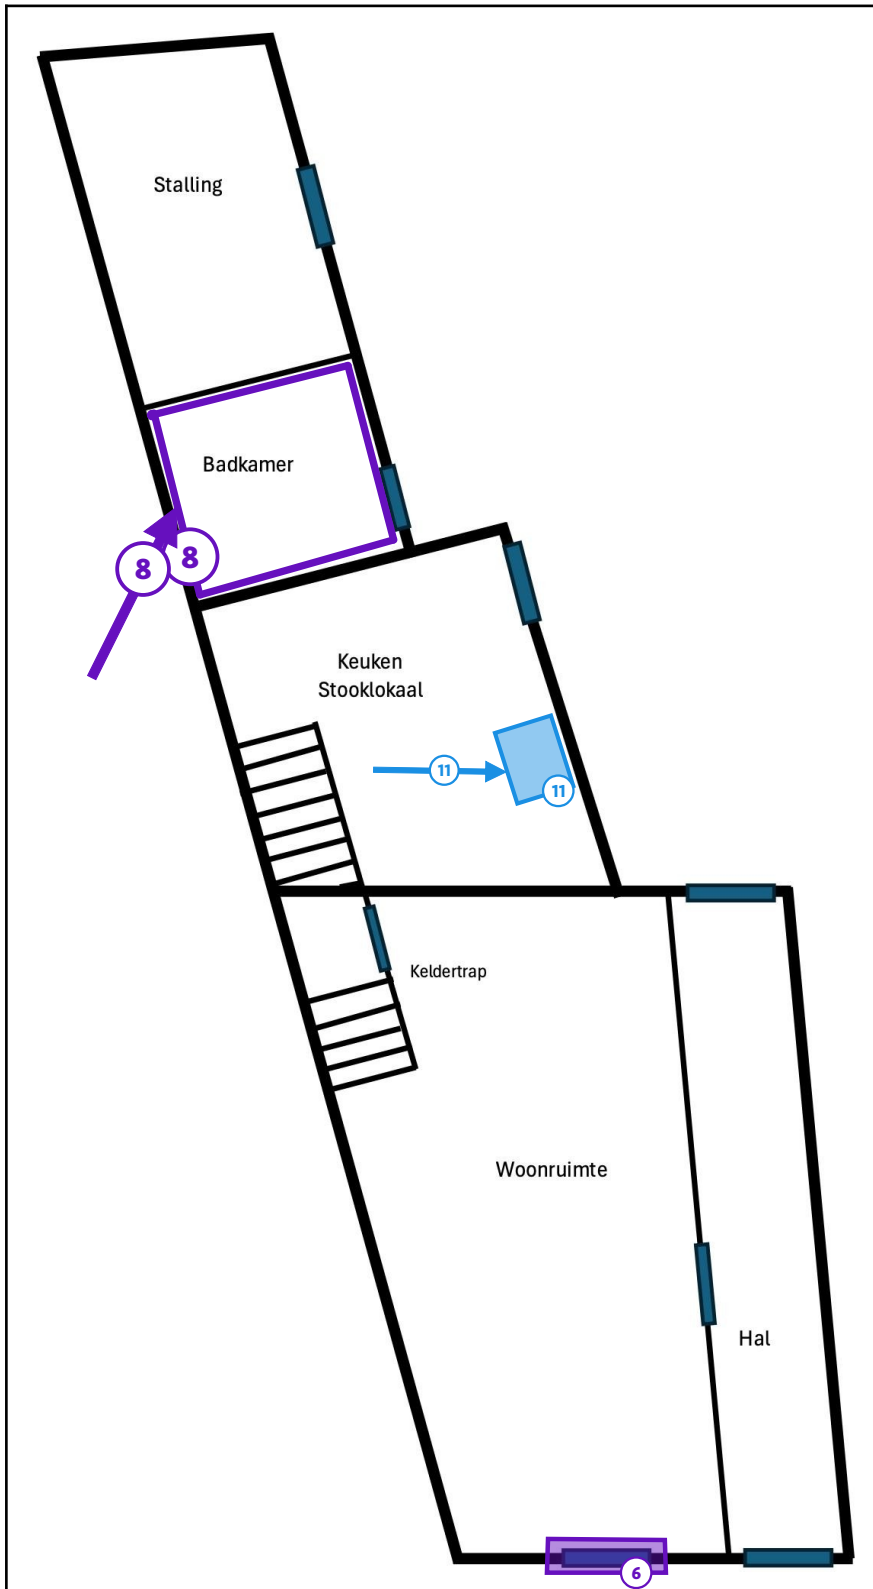 Stalling
Badkamer
8
8
Keuken
Stooklokaal
11
11
Keldertrap
Woonruimte
Hal
6